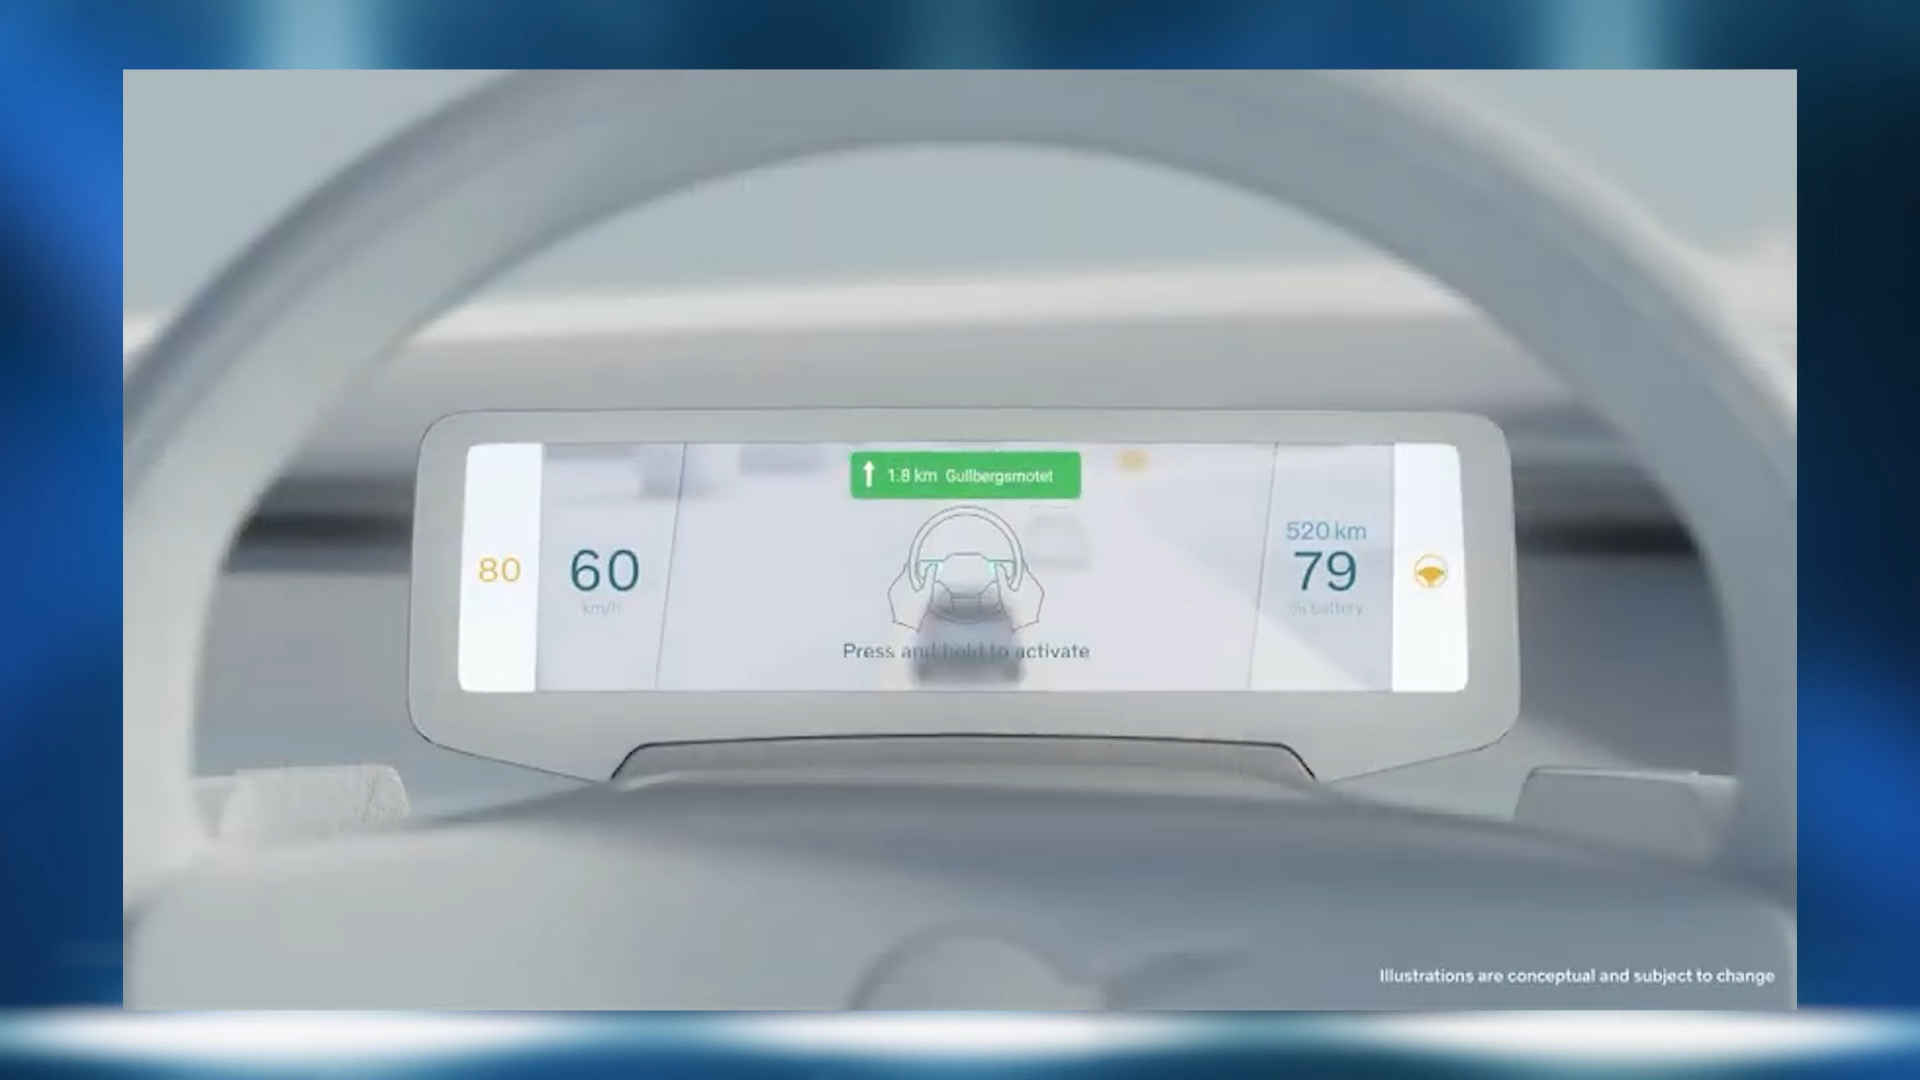 1.8 km Gullbergsmotet
80
60
km/h
520 km
79
% battery
Press and hold to activate
Illustrations are conceptual and subject to change